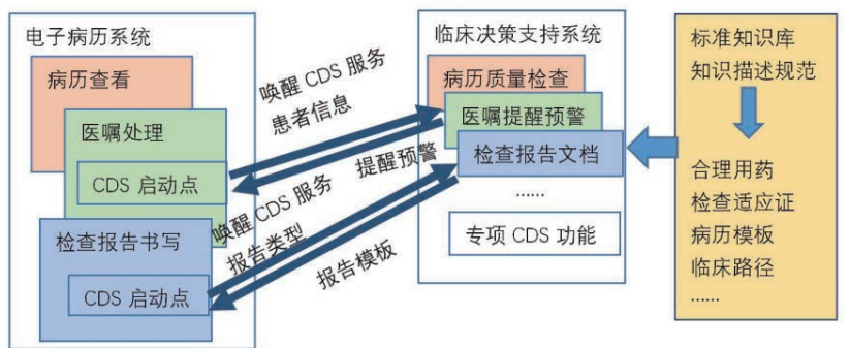 电子病历系统
病历查看
医嘱处理
CDS 启动点
检查报告书写
CDS 启动点
唤醒 CDS 服务
患者信息
提醒预警
唤醒 CDS 服务
报告类型
报告模板
临床决策支持系统
病历质量检查
医嘱提醒预警
检查报告文档
......
专项 CDS 功能
标准知识库
知识描述规范
合理用药
检查适应证
病历模板
临床路径
......